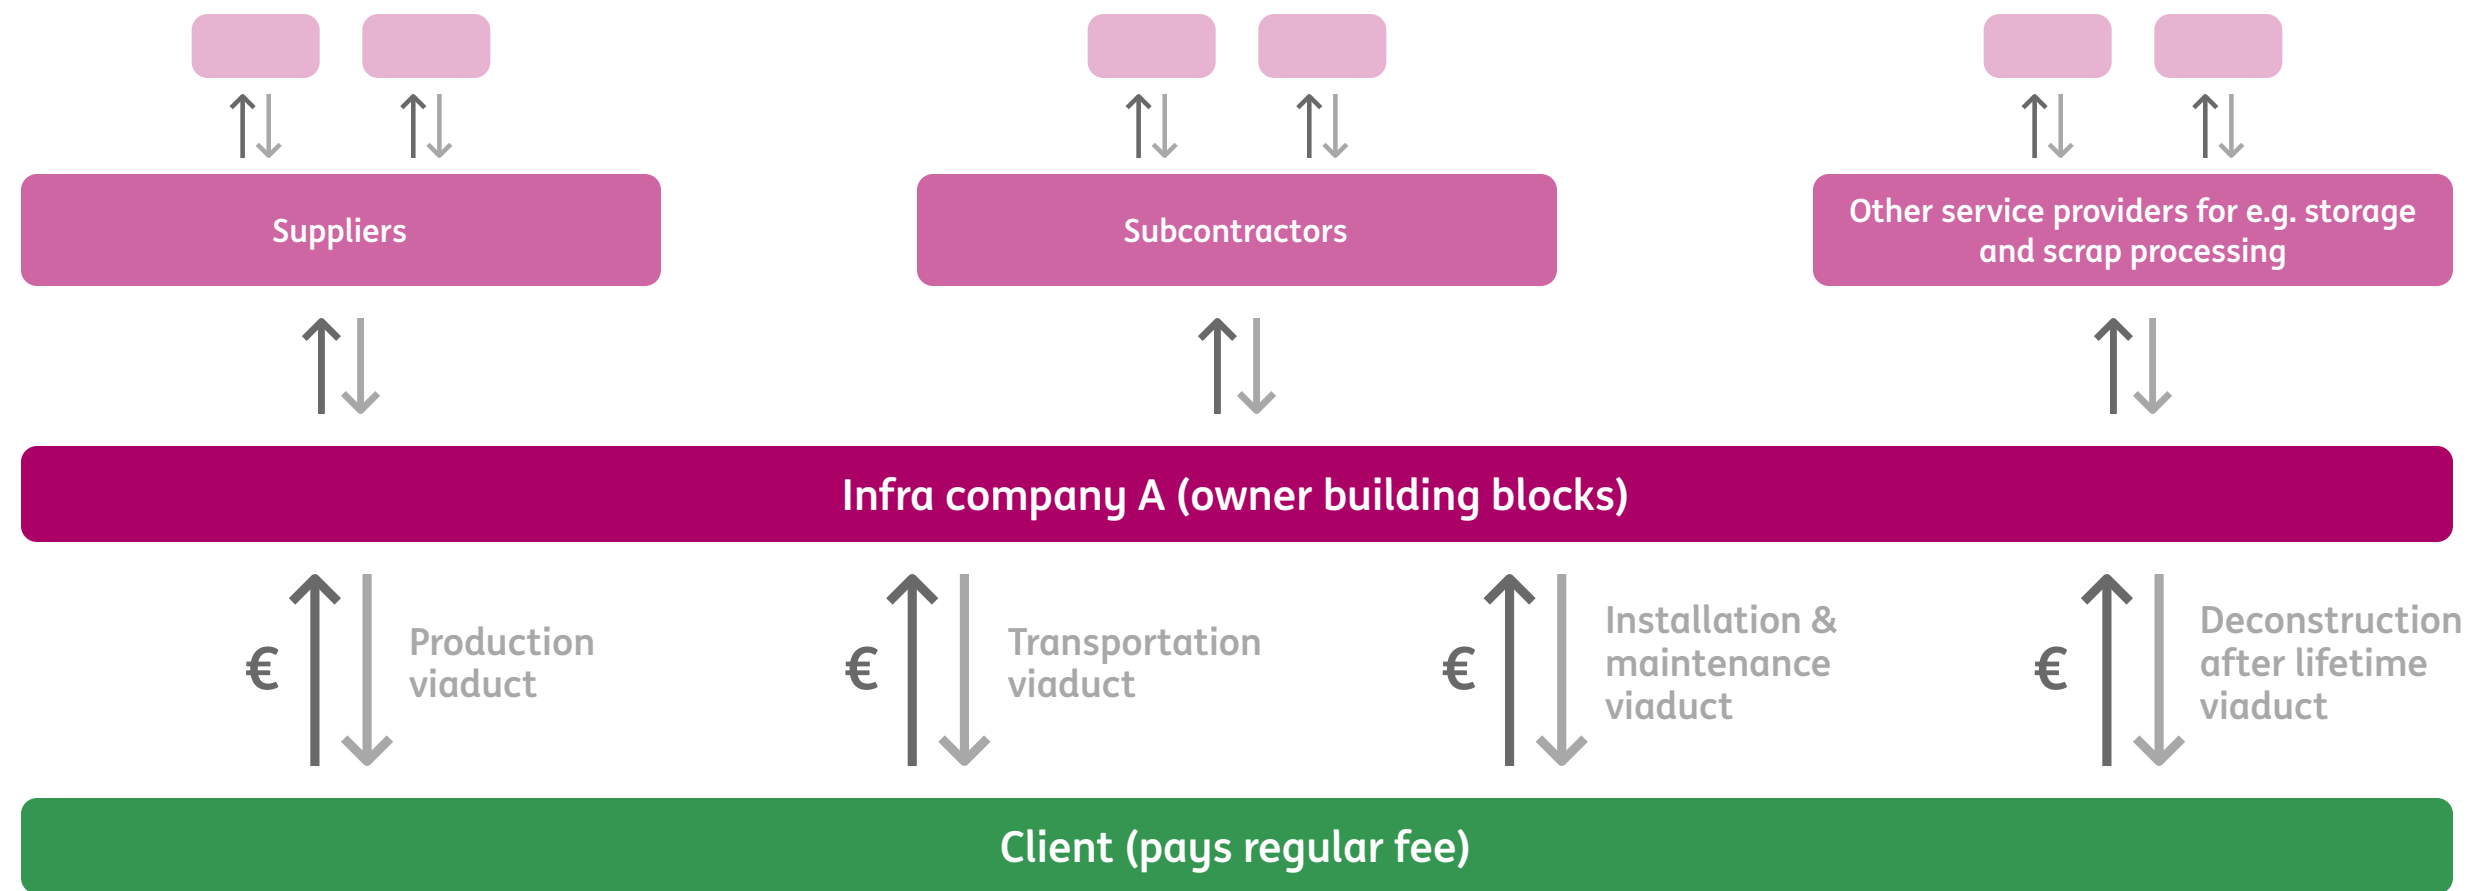 Suppliers
Subcontractors
Other service providers for e.g. storage
and scrap processing
Infra company A (owner building blocks)
€
Production
viaduct
€
Transportation
viaduct
€
Installation &
maintenance
viaduct
€
Deconstruction
after lifetime
viaduct
Client (pays regular fee)